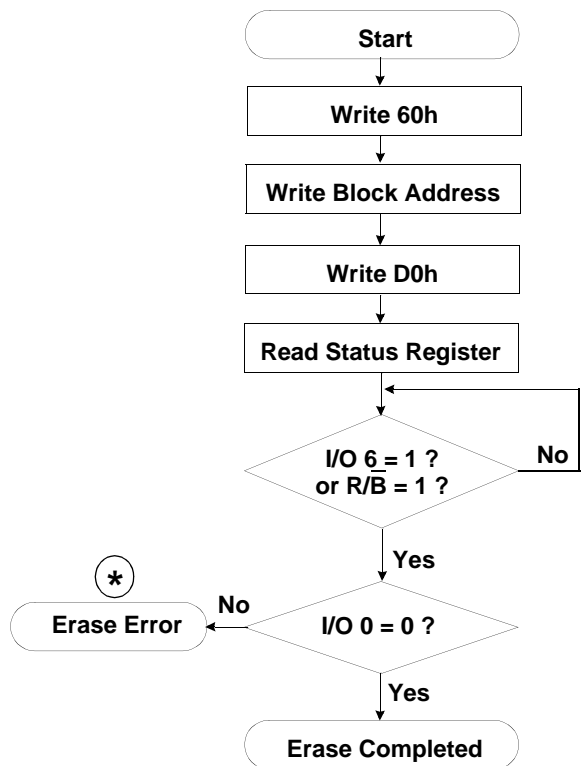 Start
Write 60h
Write Block Address
Write D0h
Read Status Register
I/O 6 = 1 ?
or R/B̅ = 1 ?
No
Yes
*
No
Erase Error
I/O 0 = 0 ?
Yes
Erase Completed